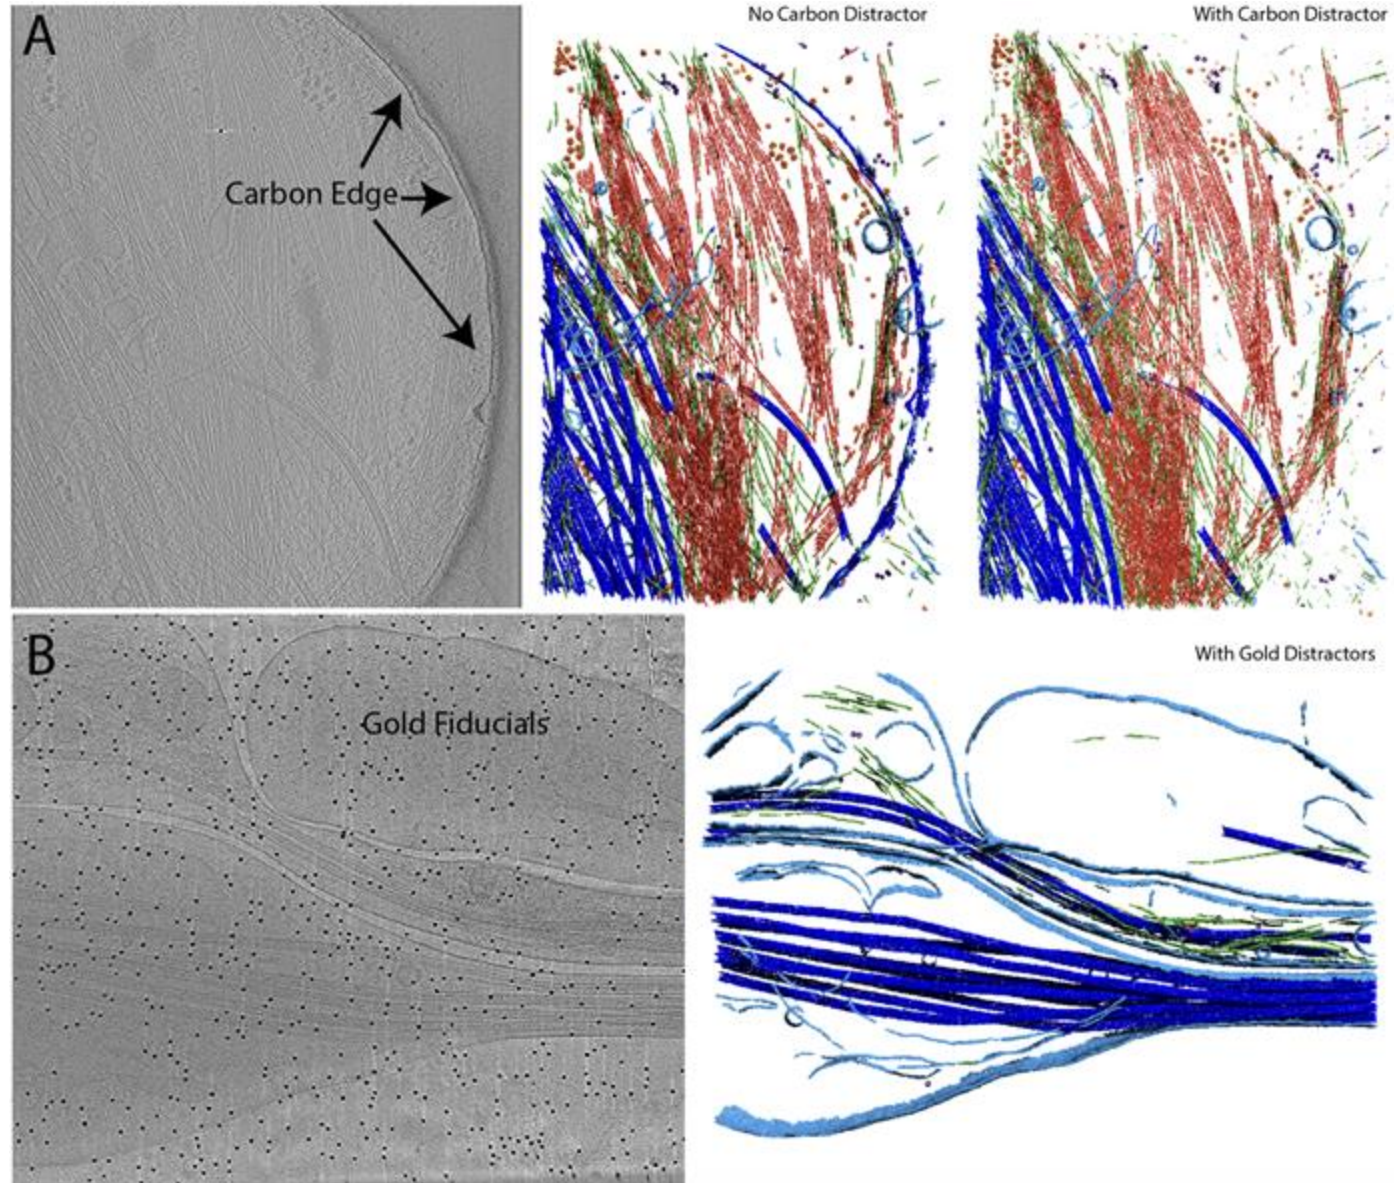 A
No Carbon Distractor
With Carbon Distractor
Carbon Edge
B
Gold Fiducials
With Gold Distractors